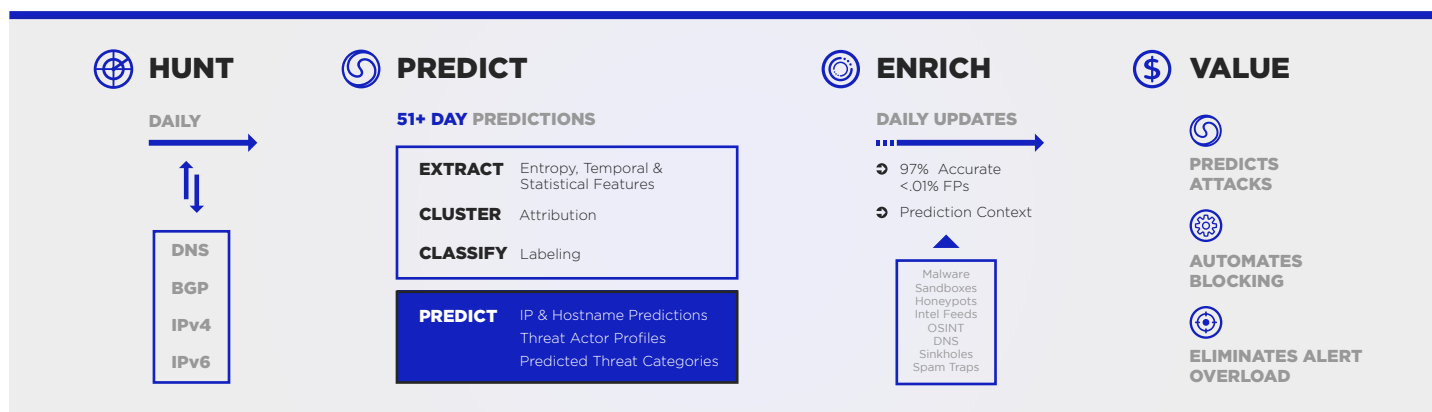 HUNT
DAILY
DNS
BGP
IPv4
IPv6
PREDICT
51+ DAY PREDICTIONS
EXTRACT Entropy, Temporal &
Statistical Features
CLUSTER Attribution
CLASSIFY Labeling
PREDICT IP & Hostname Predictions
Threat Actor Profiles
Predicted Threat Categories
ENRICH
DAILY UPDATES
97% Accurate
<.01% FPs
Prediction Context
Malware
Sandboxes
Honeypots
Intel Feeds
OSINT
DNS
Sinkholes
Spam Traps
$ VALUE
PREDICTS
ATTACKS
AUTOMATES
BLOCKING
ELIMINATES ALERT
OVERLOAD